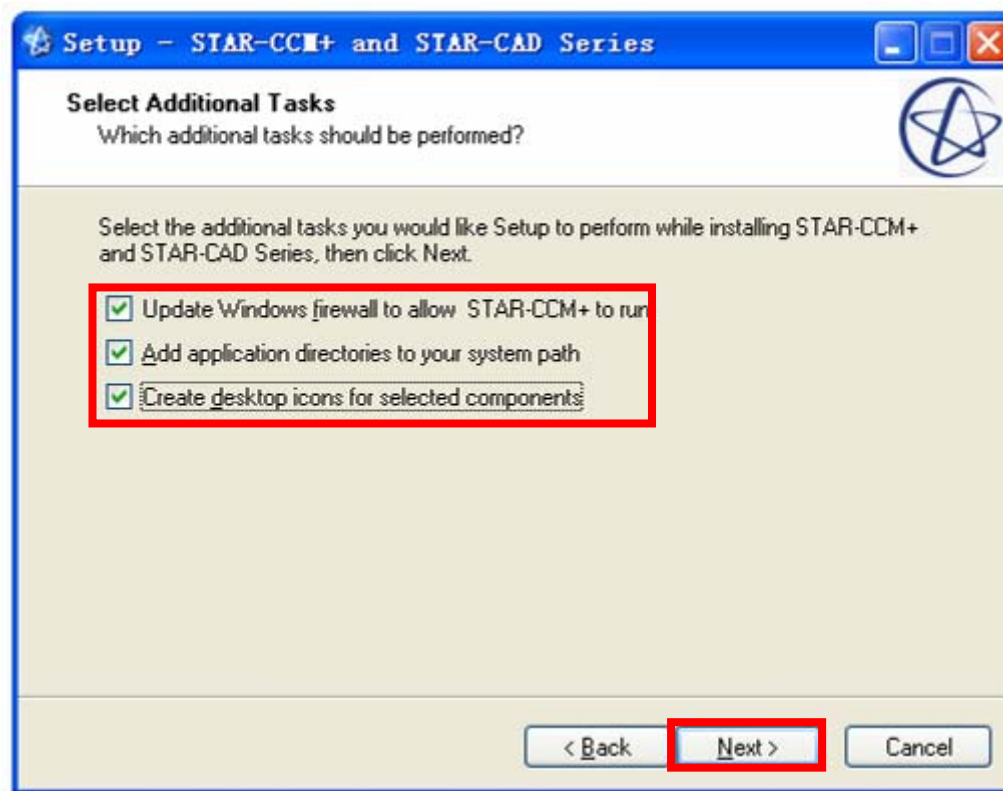 Setup - STAR-CCM+ and STAR-CAD Series
Select Additional Tasks
Which additional tasks should be performed?
Select the additional tasks you would like Setup to perform while installing STAR-CCM+
and STAR-CAD Series, then click Next.
Update Windows firewall to allow STAR-CCM+ to run
Add application directories to your system path
Create desktop icons for selected components
< Back
Next >
Cancel